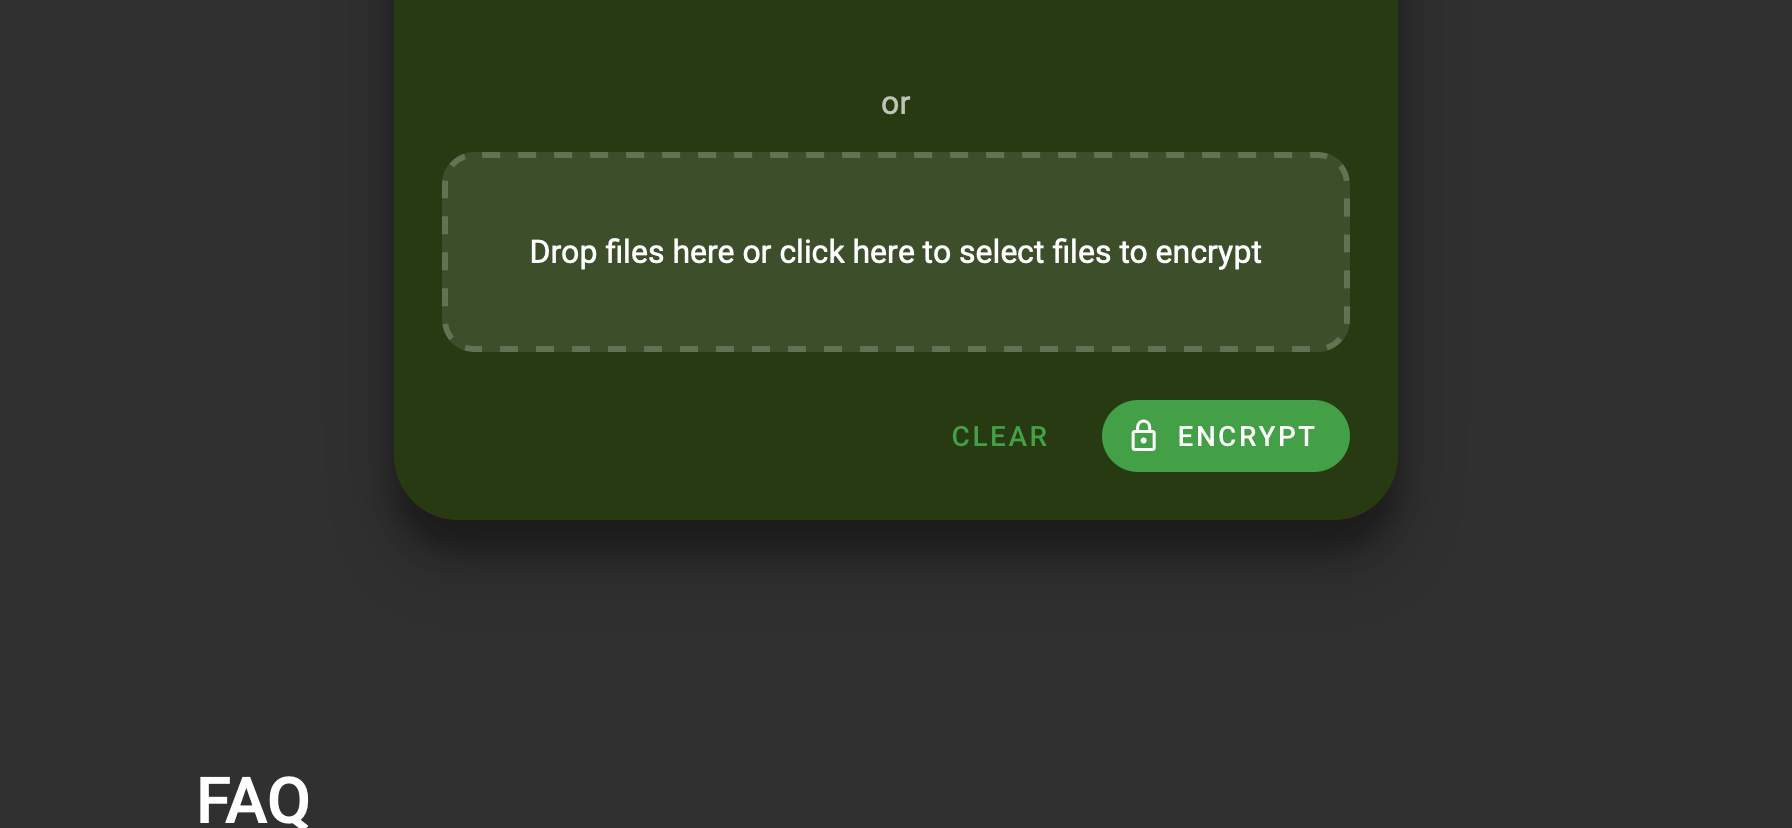 or
Drop files here or click here to select files to encrypt
CLEAR
ENCRYPT
FAQ